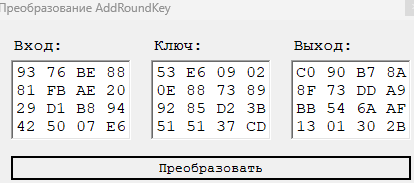 Преобразование AddRoundKey
Вход: Ключ: Выход:
93 76 BE 88 53 E6 09 02 C0 90 B7 8A
81 FB AE 20 0E 88 73 89 8F 73 DD A9
29 D1 B8 94 92 85 D2 3B BB 54 6A AF
42 50 07 E6 51 51 37 CD 13 01 30 2B
Преобразовать